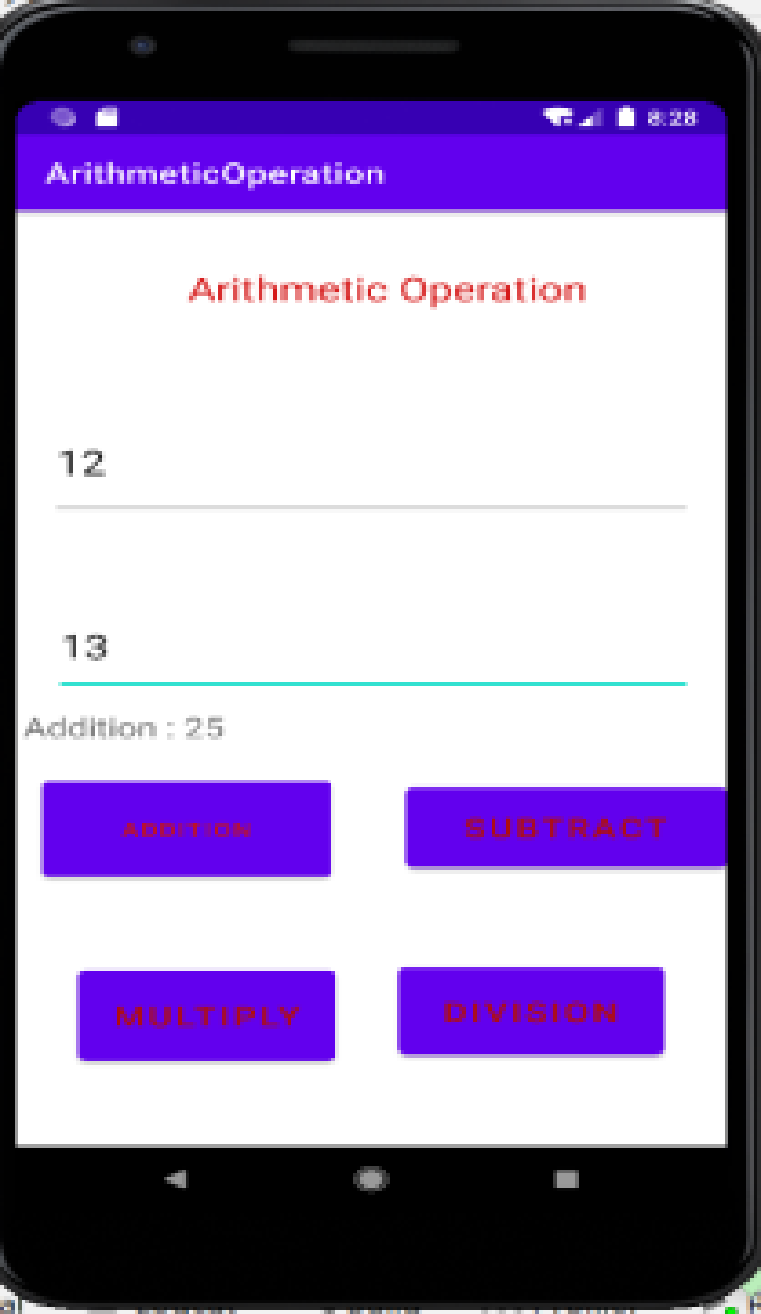 8:28
ArithmeticOperation
Arithmetic Operation
12
13
Addition : 25
ADDITION
SUBTRACT
MULTIPLY
DIVISION